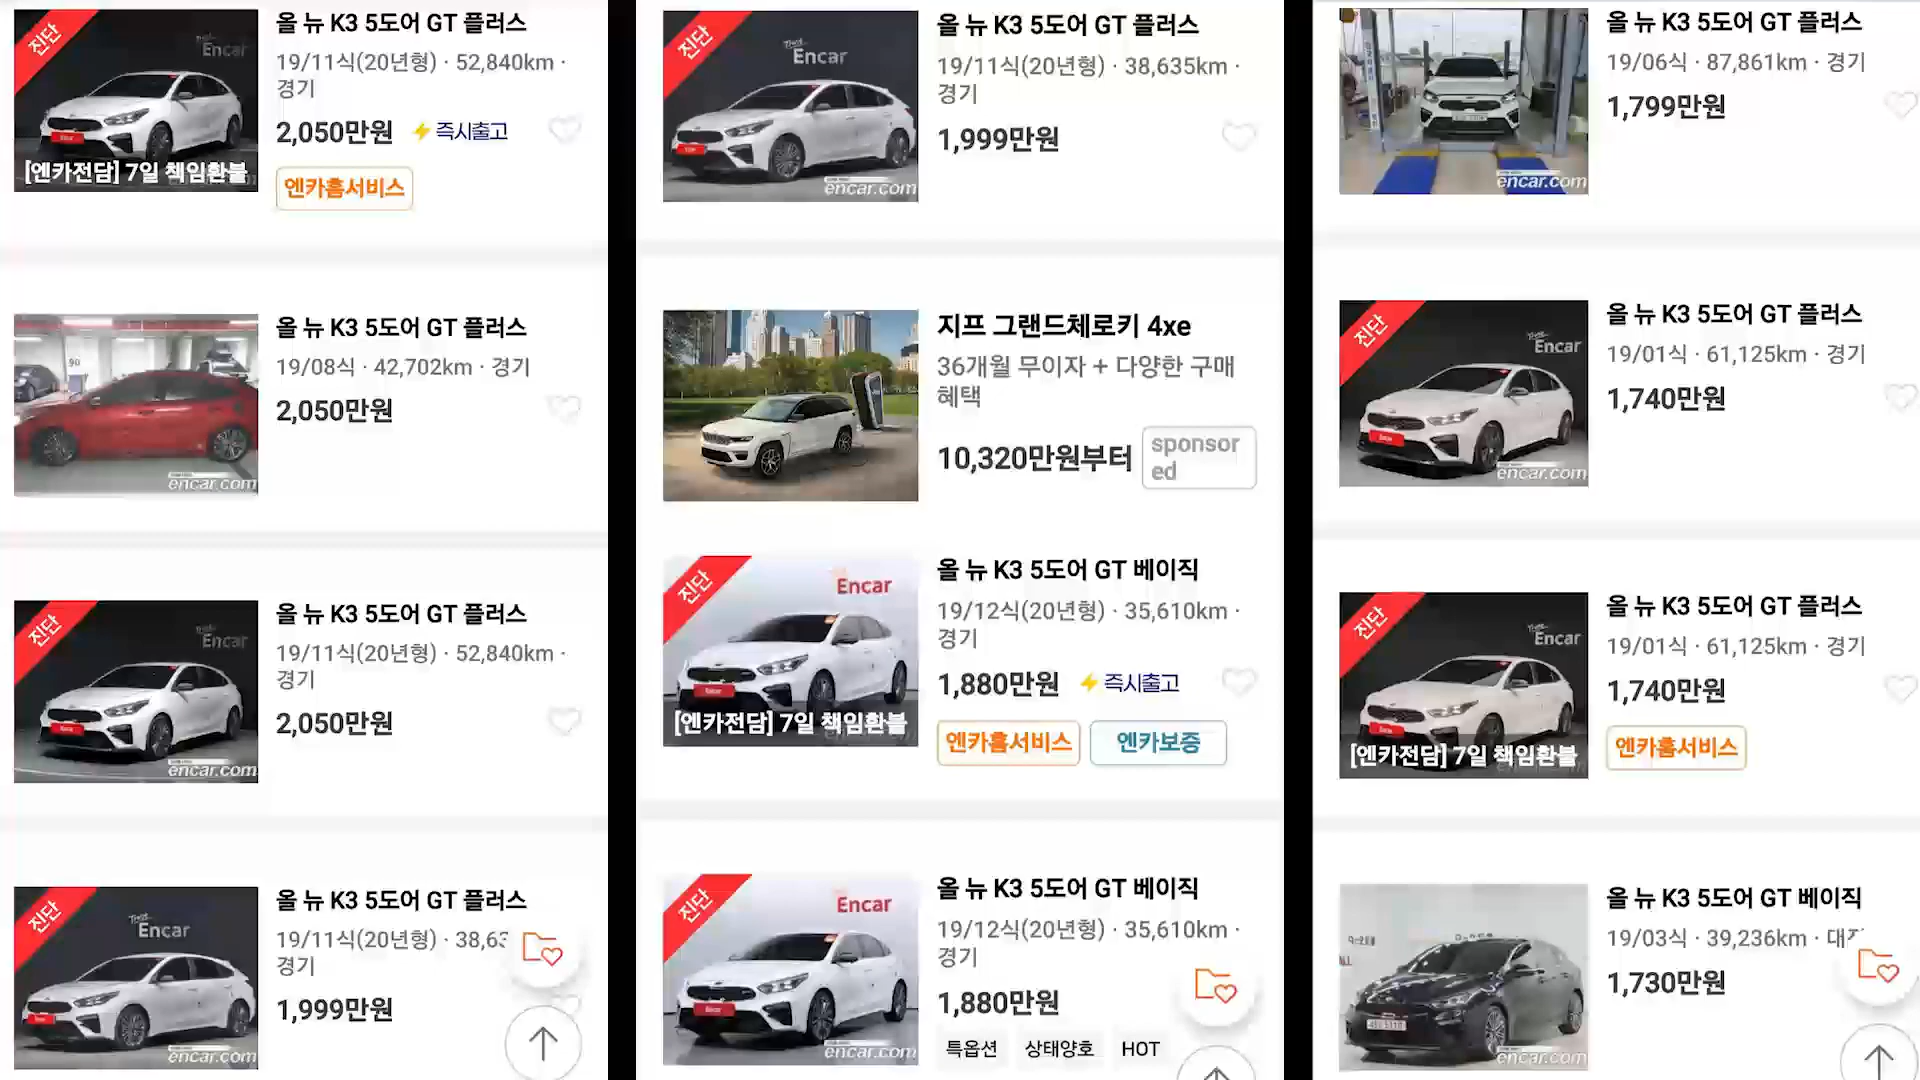 진단
Encar
[엔카전담] 7일 책임환불
올 뉴 K3 5도어 GT 플러스
19/11식(20년형) · 52,840km ·
경기
2,050만원 즉시출고
엔카홈서비스
encar.com
올 뉴 K3 5도어 GT 플러스
19/08식 · 42,702km · 경기
2,050만원
진단
Encar
encar.com
올 뉴 K3 5도어 GT 플러스
19/11식(20년형) · 52,840km ·
경기
2,050만원
진단
Encar
encar.com
올 뉴 K3 5도어 GT 플러스
19/11식(20년형) · 38,63
경기
1,999만원
진단
Encar
encar.com
올 뉴 K3 5도어 GT 플러스
19/11식(20년형) · 38,635km ·
경기
1,999만원
지프 그랜드체로키 4xe
36개월 무이자 + 다양한 구매
혜택
10,320만원부터
sponsor
ed
진단
Encar
[엔카전담] 7일 책임환불
올 뉴 K3 5도어 GT 베이직
19/12식(20년형) · 35,610km ·
경기
1,880만원 즉시출고
엔카홈서비스 엔카보증
진단
Encar
encar.com
올 뉴 K3 5도어 GT 베이직
19/12식(20년형) · 35,610km ·
경기
1,880만원
특옵션 상태양호 HOT
encar.com
올 뉴 K3 5도어 GT 플러스
19/06식 · 87,861km · 경기
1,799만원
진단
Encar
encar.com
올 뉴 K3 5도어 GT 플러스
19/01식 · 61,125km · 경기
1,740만원
진단
Encar
[엔카전담] 7일 책임환불
올 뉴 K3 5도어 GT 플러스
19/01식 · 61,125km · 경기
1,740만원
엔카홈서비스
encar.com
올 뉴 K3 5도어 GT 베이직
19/03식 · 39,236km · 대전
1,730만원